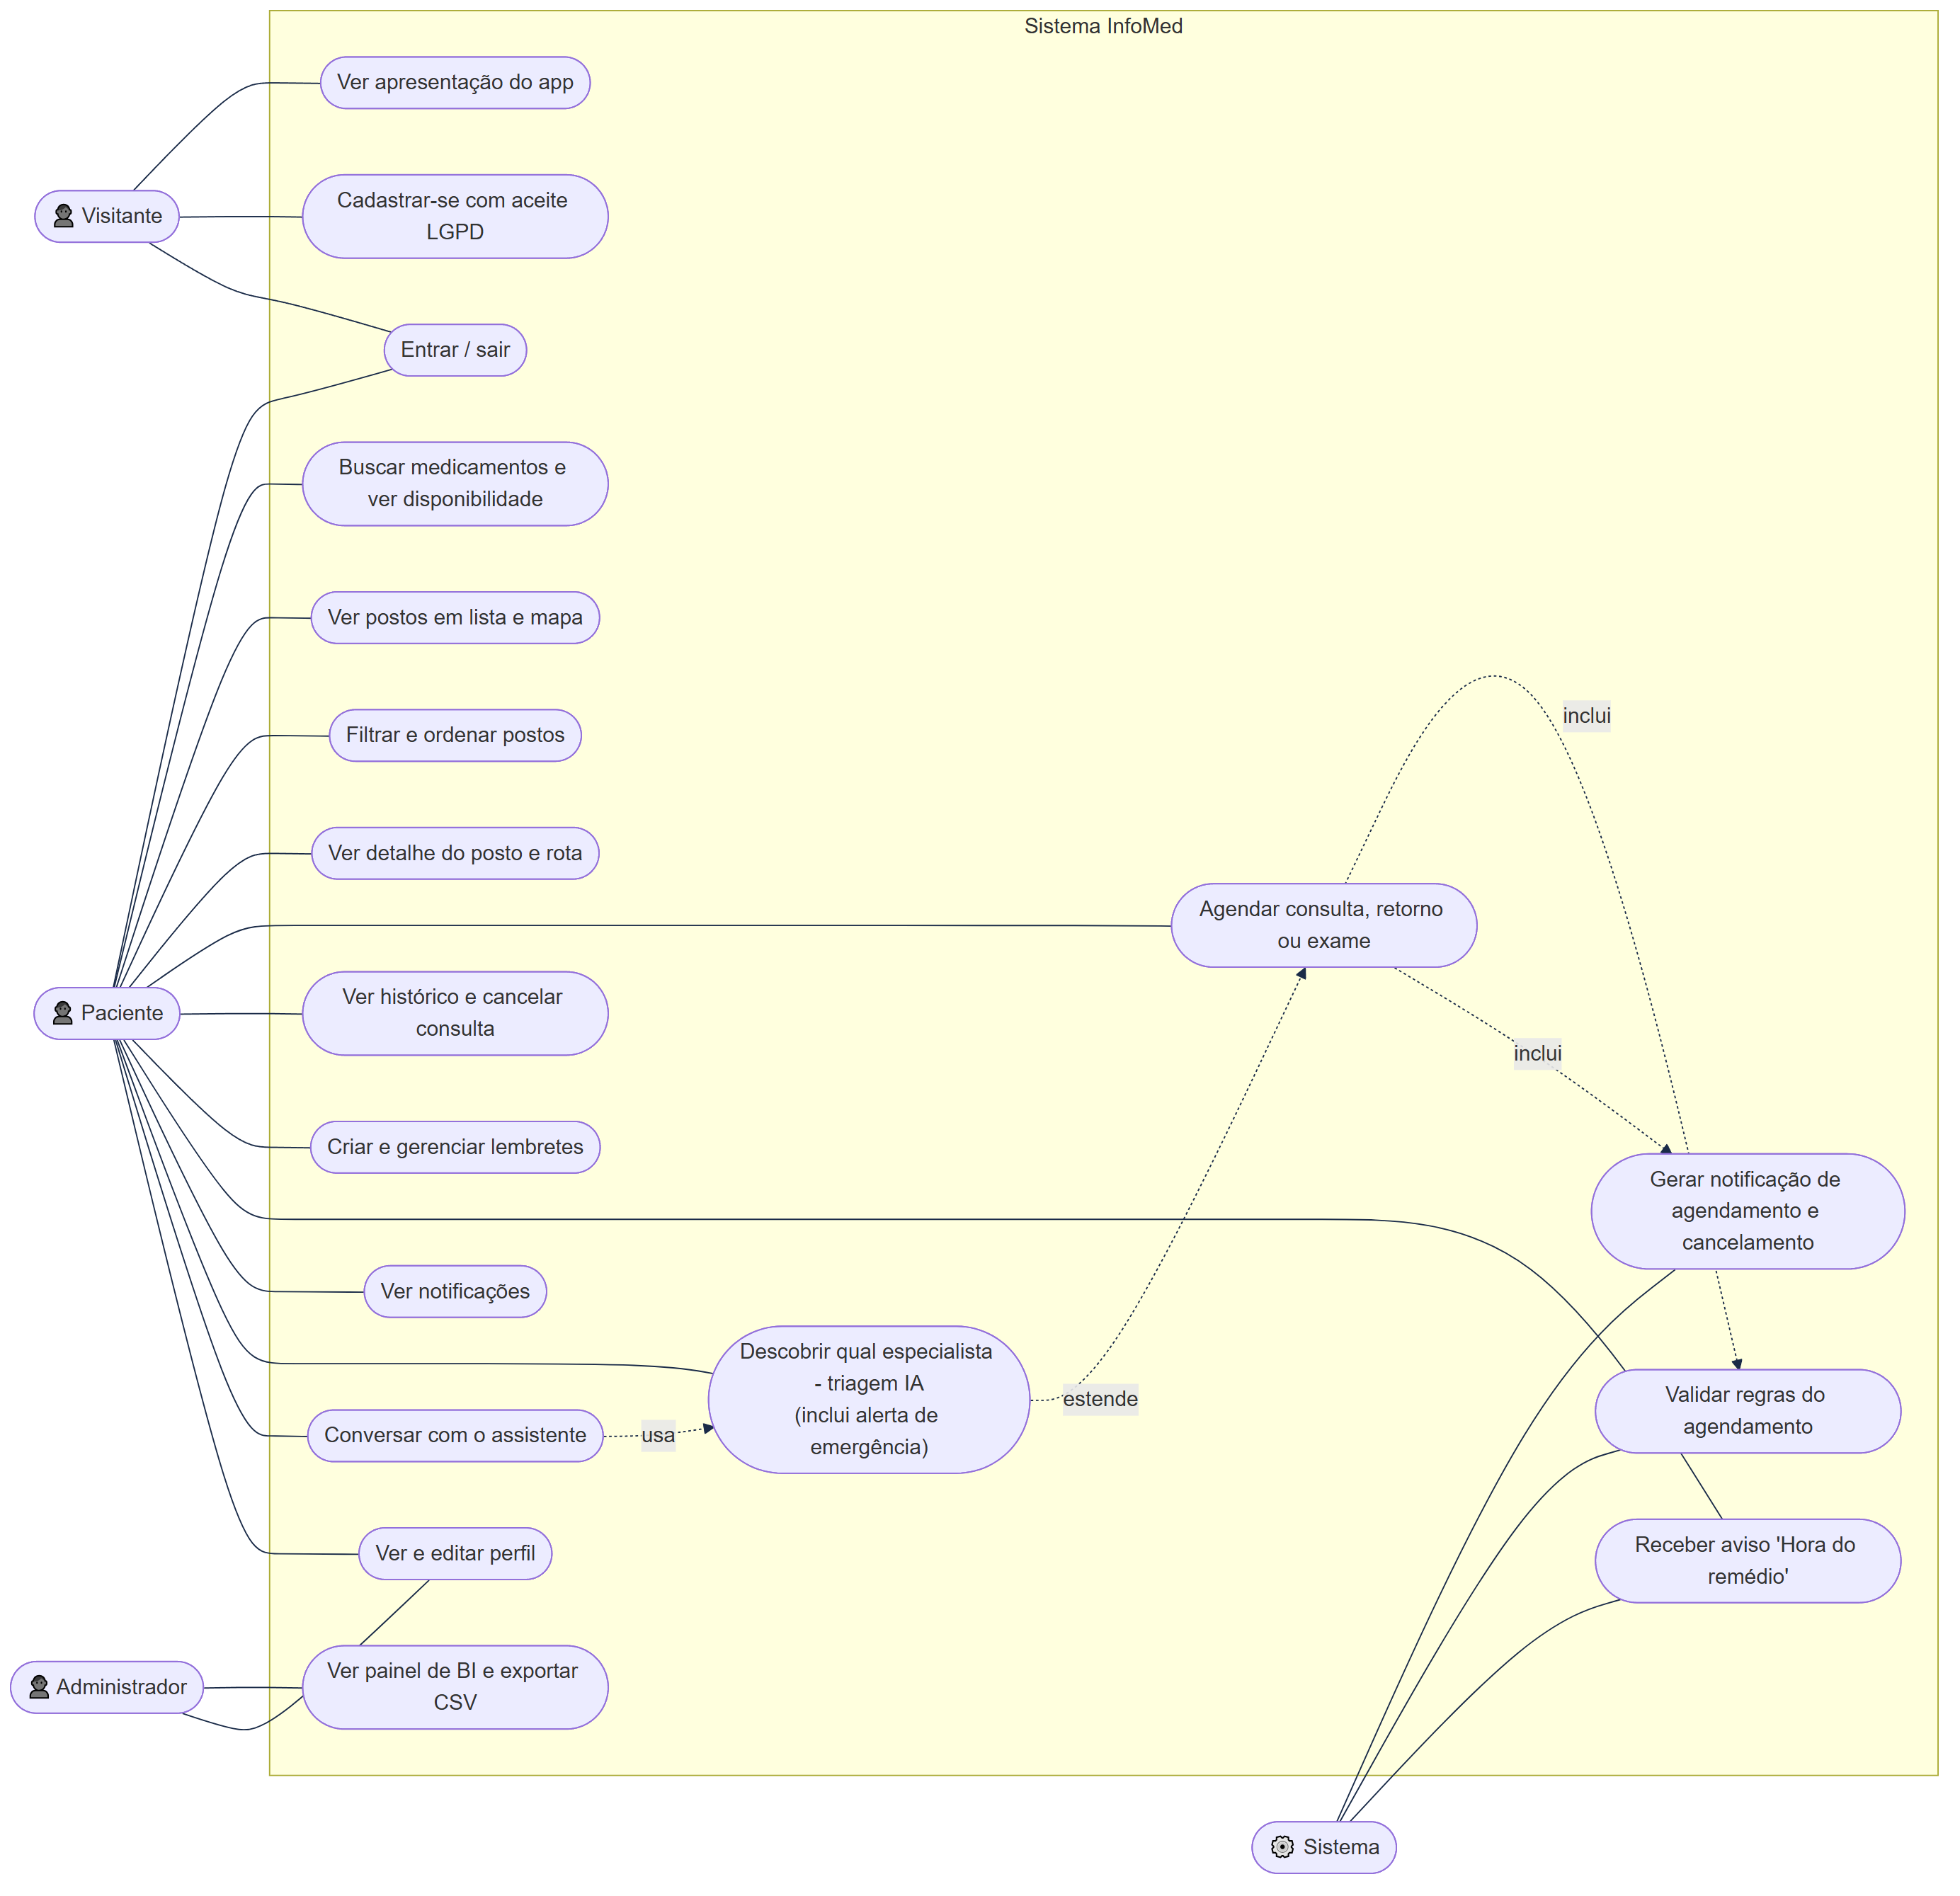 Sistema InfoMed
Ver apresentação do app
Visitante
Cadastrar-se com aceite
LGPD
Entrar / sair
Buscar medicamentos e
ver disponibilidade
Ver postos em lista e mapa
Filtrar e ordenar postos
inclui
Ver detalhe do posto e rota
Agendar consulta, retorno
ou exame
Paciente
Ver histórico e cancelar
consulta
inclui
Criar e gerenciar lembretes
Gerar notificação de
agendamento e
cancelamento
Ver notificações
Descobrir qual especialista
- triagem IA
(inclui alerta de
emergência)
estende
Validar regras do
agendamento
Conversar com o assistente
usa
Ver e editar perfil
Receber aviso 'Hora do
remédio'
Administrador
Ver painel de BI e exportar
CSV
Sistema